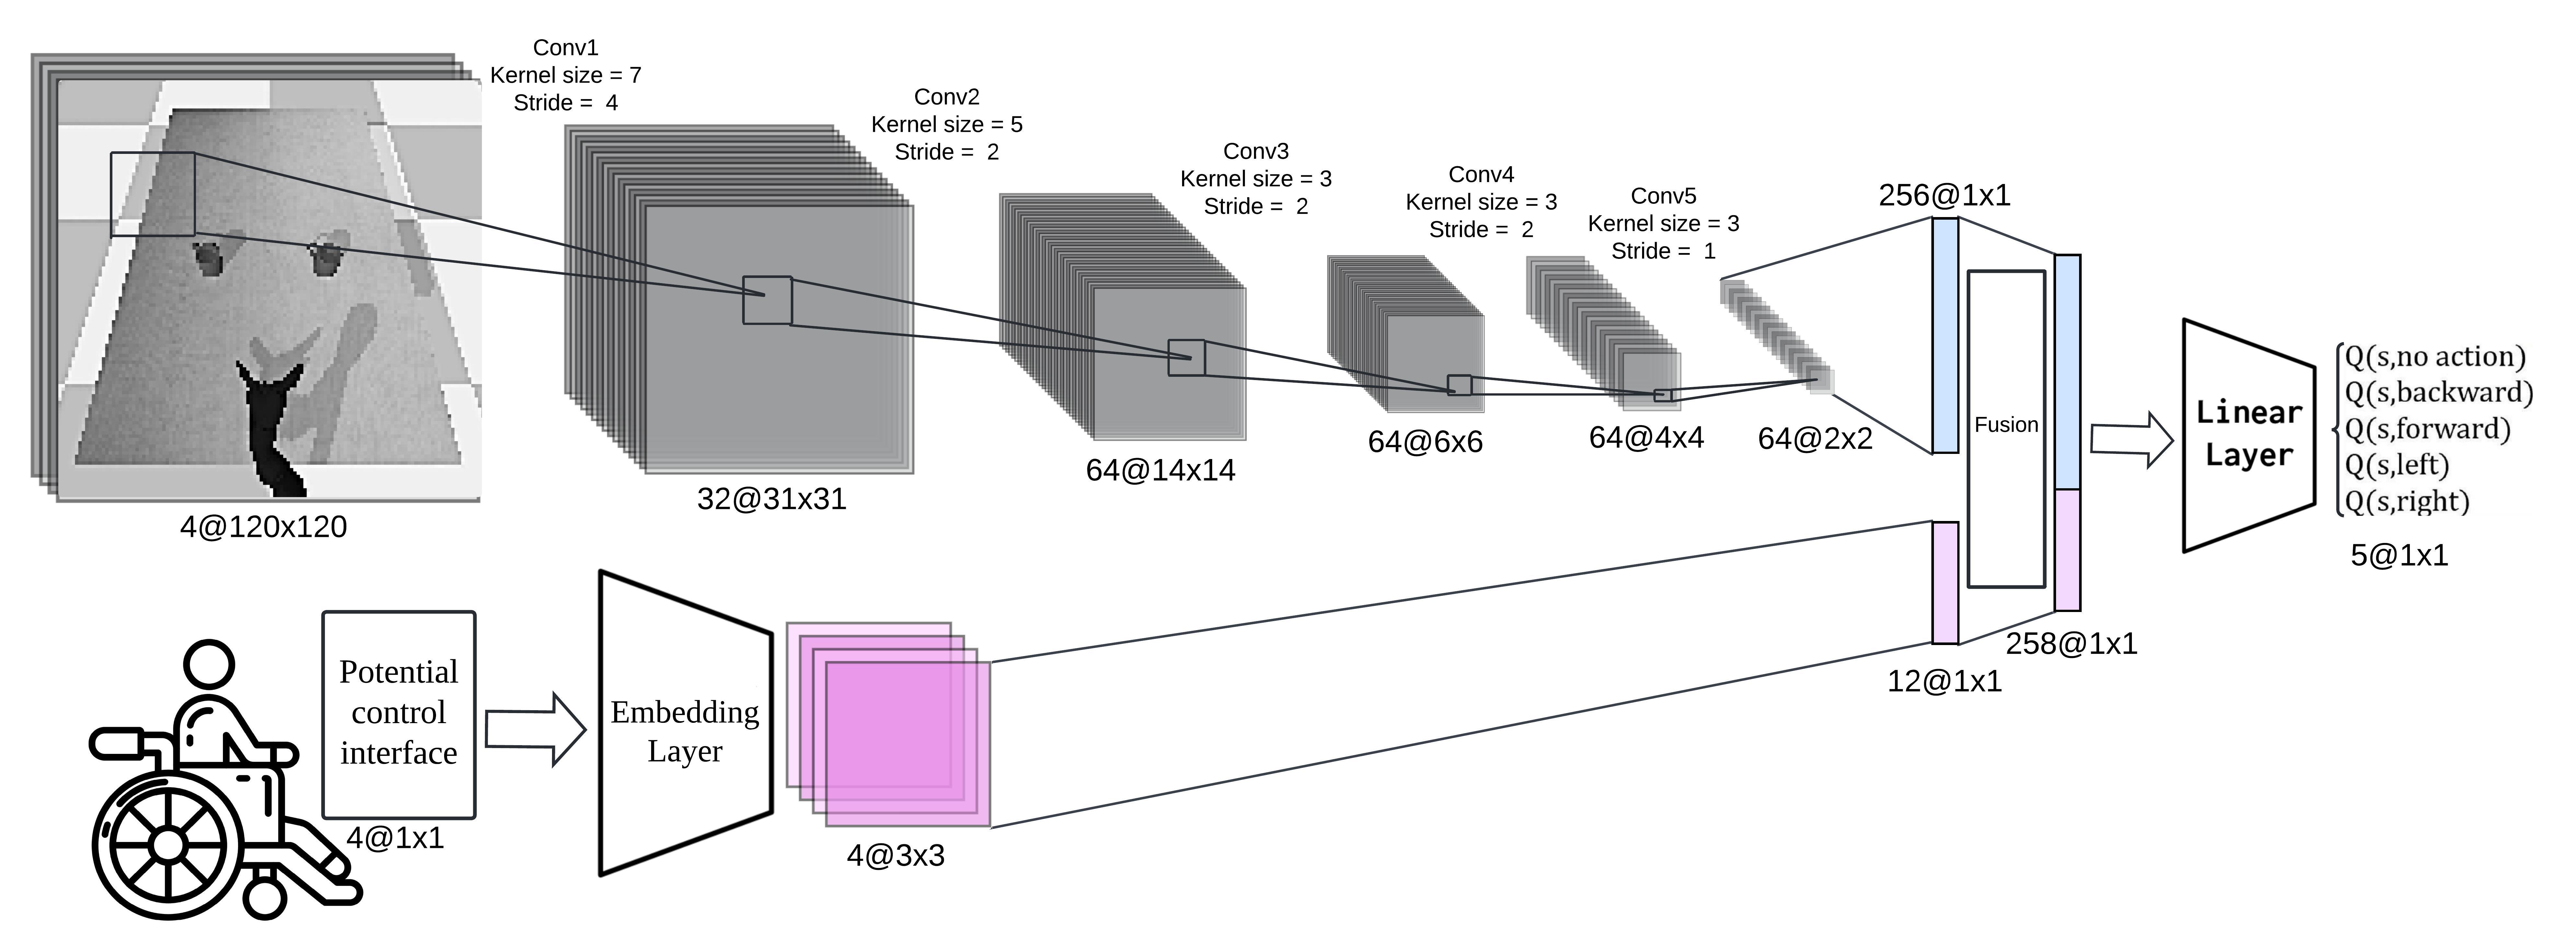 Conv1
Kernel size = 7
Stride = 4
4@120x120
Conv2
Kernel size = 5
Stride = 2
32@31x31
Conv3
Kernel size = 3
Stride = 2
64@14x14
Conv4
Kernel size = 3
Stride = 2
64@6x6
Conv5
Kernel size = 3
Stride = 1
64@4x4
64@2x2
256@1x1
Fusion
258@1x1
12@1x1
Linear
Layer
Q(s,no action)
Q(s,backward)
Q(s,forward)
Q(s,left)
Q(s,right)
5@1x1
Potential
control
interface
4@1x1
Embedding
Layer
4@3x3